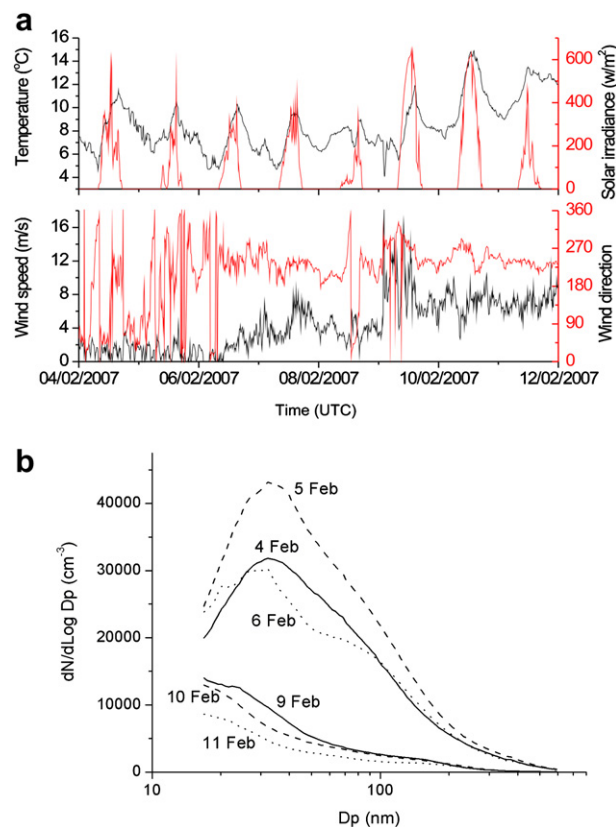 a
16
14
12
10
8
6
4
Temperature (°C)
600
400
200
0
Solar irradiance (w/m²)
16
12
8
4
0
Wind speed (m/s)
360
270
180
90
0
Wind direction
04/02/2007 06/02/2007 08/02/2007 10/02/2007 12/02/2007
Time (UTC)
b
40000
30000
20000
10000
0
dN/dLog Dp (cm⁻³)
5 Feb
4 Feb
6 Feb
10 Feb
9 Feb
11 Feb
10 100
Dp (nm)